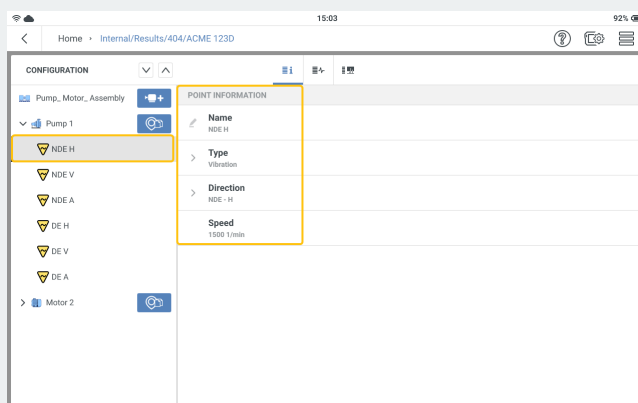 15:03
92%
Home › Internal/Results/404/ACME 123D
CONFIGURATION
Pump_ Motor_ Assembly
Pump 1
NDE H
NDE V
NDE A
DE H
DE V
DE A
Motor 2
POINT INFORMATION
Name
NDE H
Type
Vibration
Direction
NDE - H
Speed
1500 1/min